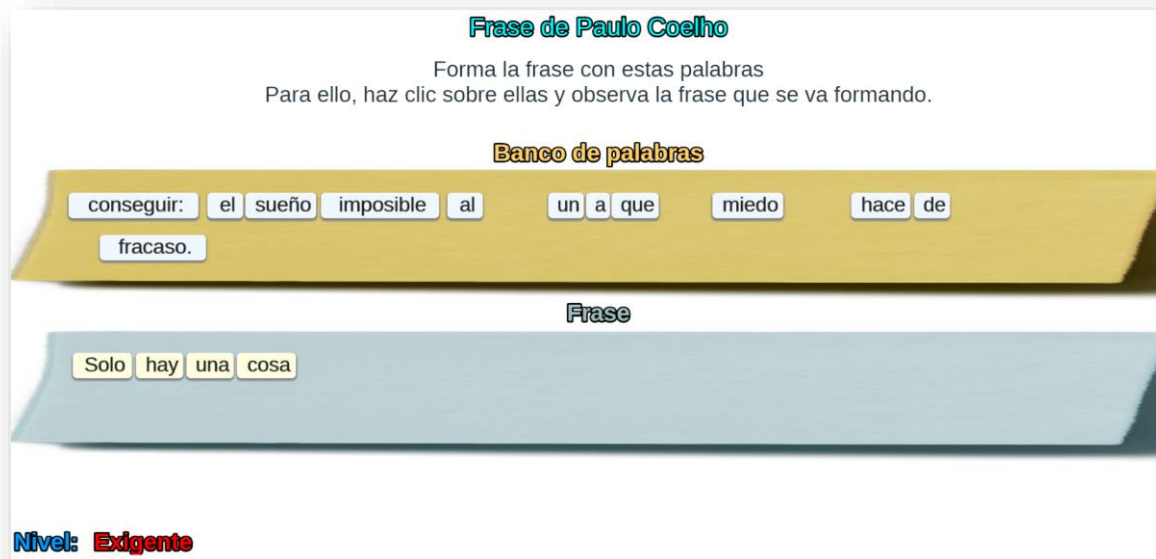 Frase de Paulo Coelho
Forma la frase con estas palabras
Para ello, haz clic sobre ellas y observa la frase que se va formando.
Banco de palabras
conseguir: el sueño imposible al un a que miedo hace de
fracaso.
Frase
Solo hay una cosa
Nivel: Exigente